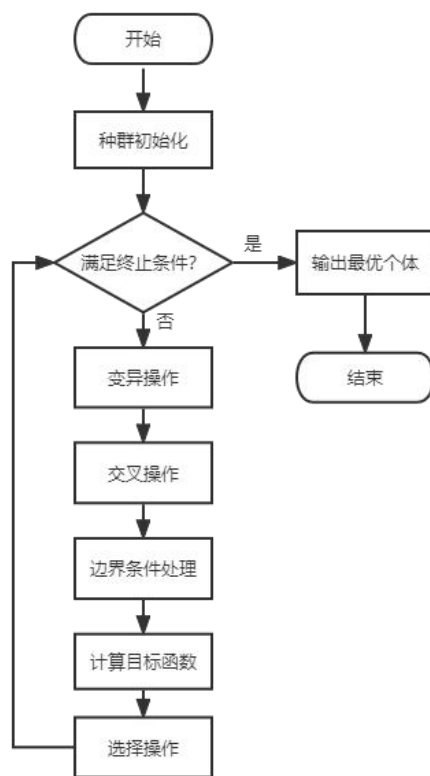 开始
种群初始化
满足终止条件?
是
输出最优个体
否
结束
变异操作
交叉操作
边界条件处理
计算目标函数
选择操作